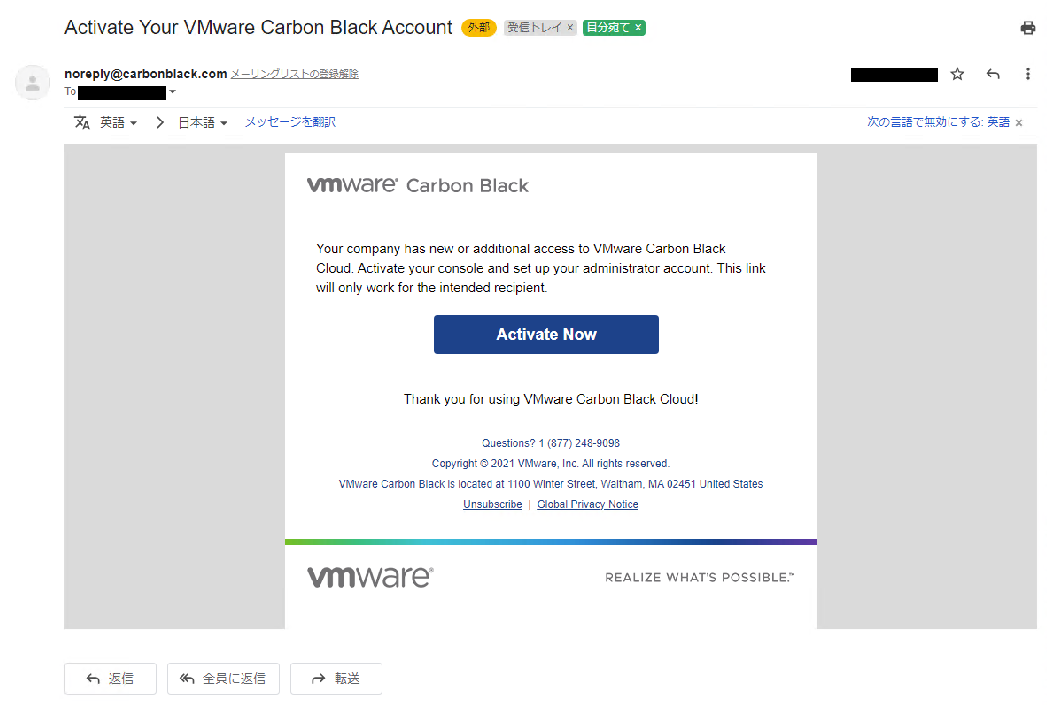 Activate Your VMware Carbon Black Account 外部 受信トレイ × 自分宛て ×
noreply@carbonblack.com メーリングリストの登録解除
To
英語 > 日本語 メッセージを翻訳 次の言語で無効にする: 英語 ×
vmware® Carbon Black
Your company has new or additional access to VMware Carbon Black
Cloud. Activate your console and set up your administrator account. This link
will only work for the intended recipient.
Activate Now
Thank you for using VMware Carbon Black Cloud!
Questions? 1 (877) 248-9098
Copyright © 2021 VMware, Inc. All rights reserved.
VMware Carbon Black is located at 1100 Winter Street, Waltham, MA 02451 United States
Unsubscribe | Global Privacy Notice
vmware® REALIZE WHAT'S POSSIBLE.™
返信 全員に返信 転送